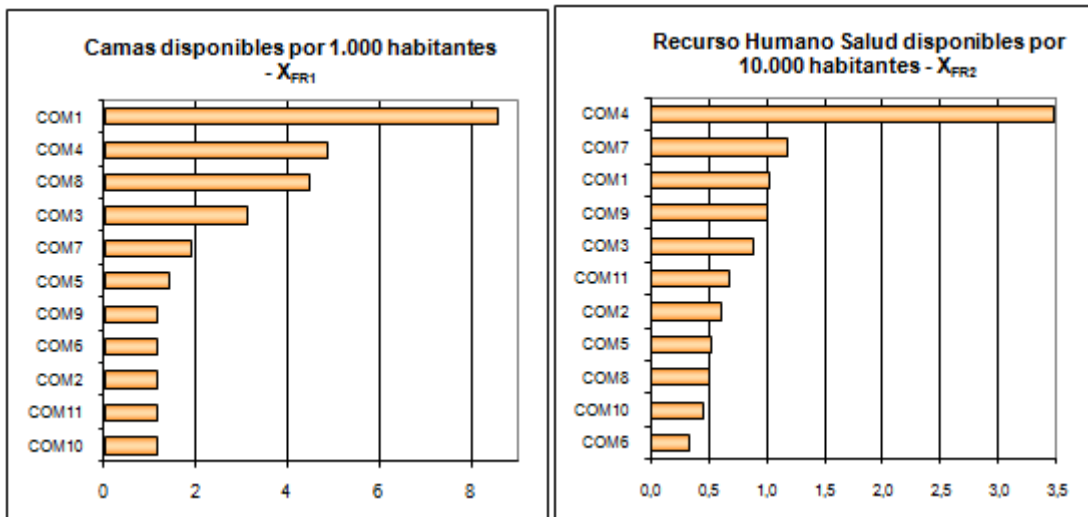 Camas disponibles por 1.000 habitantes
- XFR1
COM1
COM4
COM8
COM3
COM7
COM5
COM9
COM6
COM2
COM11
COM10
0 2 4 6 8
Recurso Humano Salud disponibles por
10.000 habitantes - XFR2
COM4
COM7
COM1
COM9
COM3
COM11
COM2
COM5
COM8
COM10
COM6
0,0 0,5 1,0 1,5 2,0 2,5 3,0 3,5